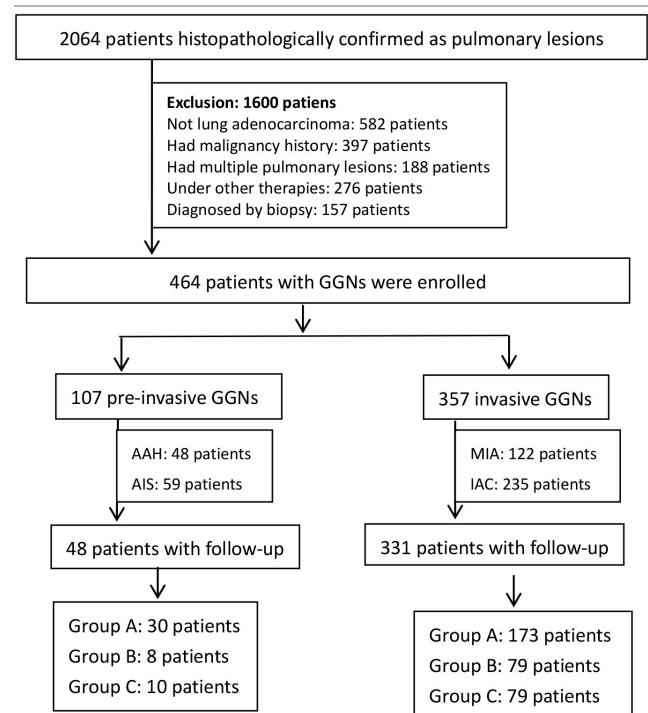 2064 patients histopathologically confirmed as pulmonary lesions
Exclusion: 1600 patiens
Not lung adenocarcinoma: 582 patients
Had malignancy history: 397 patients
Had multiple pulmonary lesions: 188 patients
Under other therapies: 276 patients
Diagnosed by biopsy: 157 patients
464 patients with GGNs were enrolled
107 pre-invasive GGNs
357 invasive GGNs
AAH: 48 patients
AIS: 59 patients
MIA: 122 patients
IAC: 235 patients
48 patients with follow-up
331 patients with follow-up
Group A: 30 patients
Group B: 8 patients
Group C: 10 patients
Group A: 173 patients
Group B: 79 patients
Group C: 79 patients